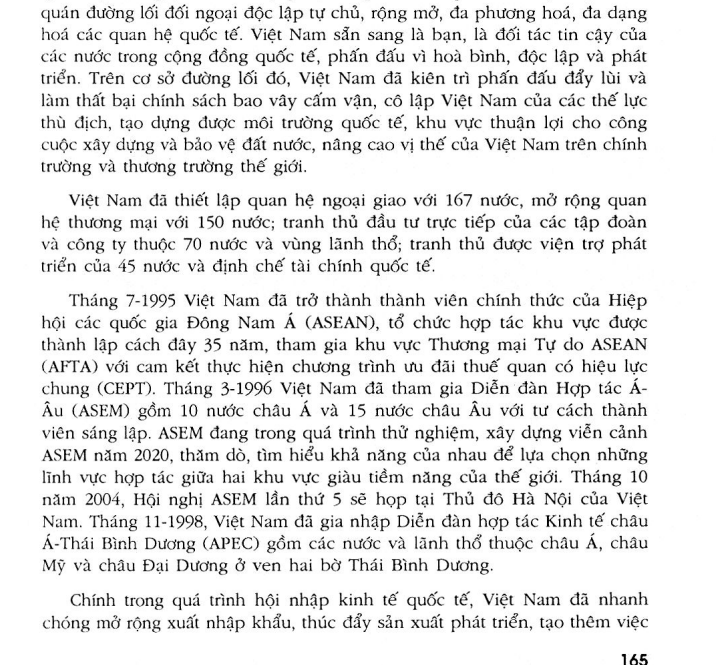 quán đường lối đối ngoại độc lập tự chủ, rộng mở, đa phương hoá, đa dạng
hoá các quan hệ quốc tế. Việt Nam sẵn sang là bạn, là đối tác tin cậy của
các nước trong cộng đồng quốc tế, phấn đấu vì hoà bình, độc lập và phát
triển. Trên cơ sở đường lối đó, Việt Nam đã kiên trì phấn đấu đẩy lùi và
làm thất bại chính sách bao vây cấm vận, cô lập Việt Nam của các thế lực
thù địch, tạo dựng được môi trường quốc tế, khu vực thuận lợi cho công
cuộc xây dựng và bảo vệ đất nước, nâng cao vị thế của Việt Nam trên chính
trường và thương trường thế giới.
Việt Nam đã thiết lập quan hệ ngoại giao với 167 nước, mở rộng quan
hệ thương mại với 150 nước; tranh thủ đầu tư trực tiếp của các tập đoàn
và công ty thuộc 70 nước và vùng lãnh thổ; tranh thủ được viện trợ phát
triển của 45 nước và định chế tài chính quốc tế.
Tháng 7-1995 Việt Nam đã trở thành thành viên chính thức của Hiệp
hội các quốc gia Đông Nam Á (ASEAN), tổ chức hợp tác khu vực được
thành lập cách đây 35 năm, tham gia khu vực Thương mại Tự do ASEAN
(AFTA) với cam kết thực hiện chương trình ưu đãi thuế quan có hiệu lực
chung (CEPT). Tháng 3-1996 Việt Nam đã tham gia Diễn đàn Hợp tác Á-
Âu (ASEM) gồm 10 nước châu Á và 15 nước châu Âu với tư cách thành
viên sáng lập. ASEM đang trong quá trình thử nghiệm, xây dựng viễn cảnh
ASEM năm 2020, thăm dò, tìm hiểu khả năng của nhau để lựa chọn những
lĩnh vực hợp tác giữa hai khu vực giàu tiềm năng của thế giới. Tháng 10
năm 2004, Hội nghị ASEM lần thứ 5 sẽ họp tại Thủ đô Hà Nội của Việt
Nam. Tháng 11-1998, Việt Nam đã gia nhập Diễn đàn hợp tác Kinh tế châu
Á-Thái Bình Dương (APEC) gồm các nước và lãnh thổ thuộc châu Á, châu
Mỹ và châu Đại Dương ở ven hai bờ Thái Bình Dương.
Chính trong quá trình hội nhập kinh tế quốc tế, Việt Nam đã nhanh
chóng mở rộng xuất nhập khẩu, thúc đẩy sản xuất phát triển, tạo thêm việc
165